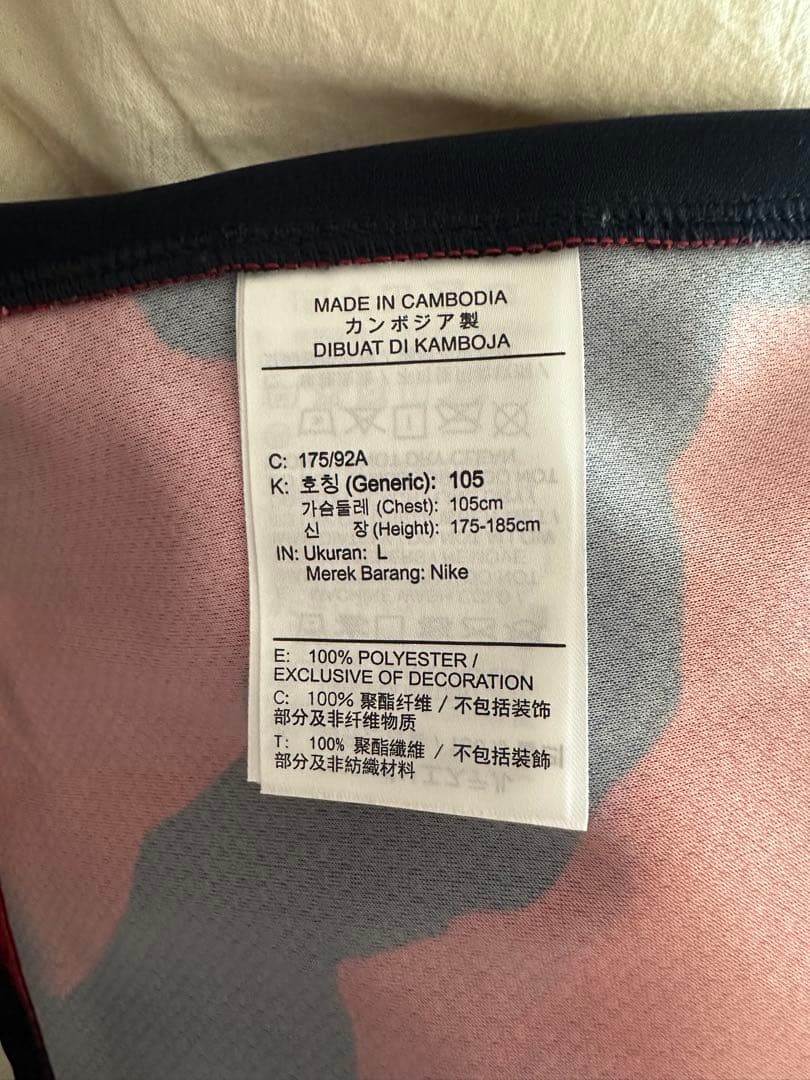 MADE IN CAMBODIA
カンボジア製
DIBUAT DI KAMBOJA
C: 175/92A
K: 호칭 (Generic): 105
가슴둘레 (Chest): 105cm
신 장 (Height): 175-185cm
IN: Ukuran: L
Merek Barang: Nike
E: 100% POLYESTER /
EXCLUSIVE OF DECORATION
C: 100% 聚酯纤维 / 不包括装饰
部分及非纤维物质
T: 100% 聚酯纖維 / 不包括裝飾
部分及非紡織材料